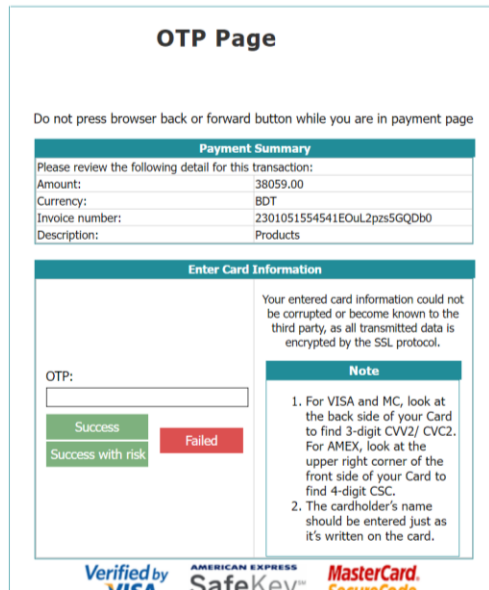 OTP Page
Do not press browser back or forward button while you are in payment page
Payment Summary
Please review the following detail for this transaction:
Amount: 38059.00
Currency: BDT
Invoice number: 2301051554541EOuL2pzs5GQDb0
Description: Products
Enter Card Information
Your entered card information could not
be corrupted or become known to the
third party, as all transmitted data is
encrypted by the SSL protocol.
Note
OTP:
1. For VISA and MC, look at
the back side of your Card
to find 3-digit CVV2/ CVC2.
For AMEX, look at the
upper right corner of the
front side of your Card to
find 4-digit CSC.
2. The cardholder's name
should be entered just as
it's written on the card.
Success
Success with risk
Failed
Verified by
VISA
AMERICAN EXPRESS
SafeKey
MasterCard.
SecureCode